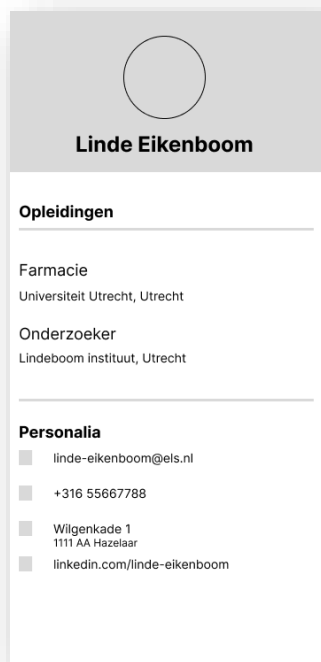 Linde Eikenboom
Opleidingen
Farmacie
Universiteit Utrecht, Utrecht
Onderzoeker
Lindeboom instituut, Utrecht
Personalia
linde-eikenboom@els.nl
+316 55667788
Wilgenkade 1
1111 AA Hazelaar
linkedin.com/linde-eikenboom